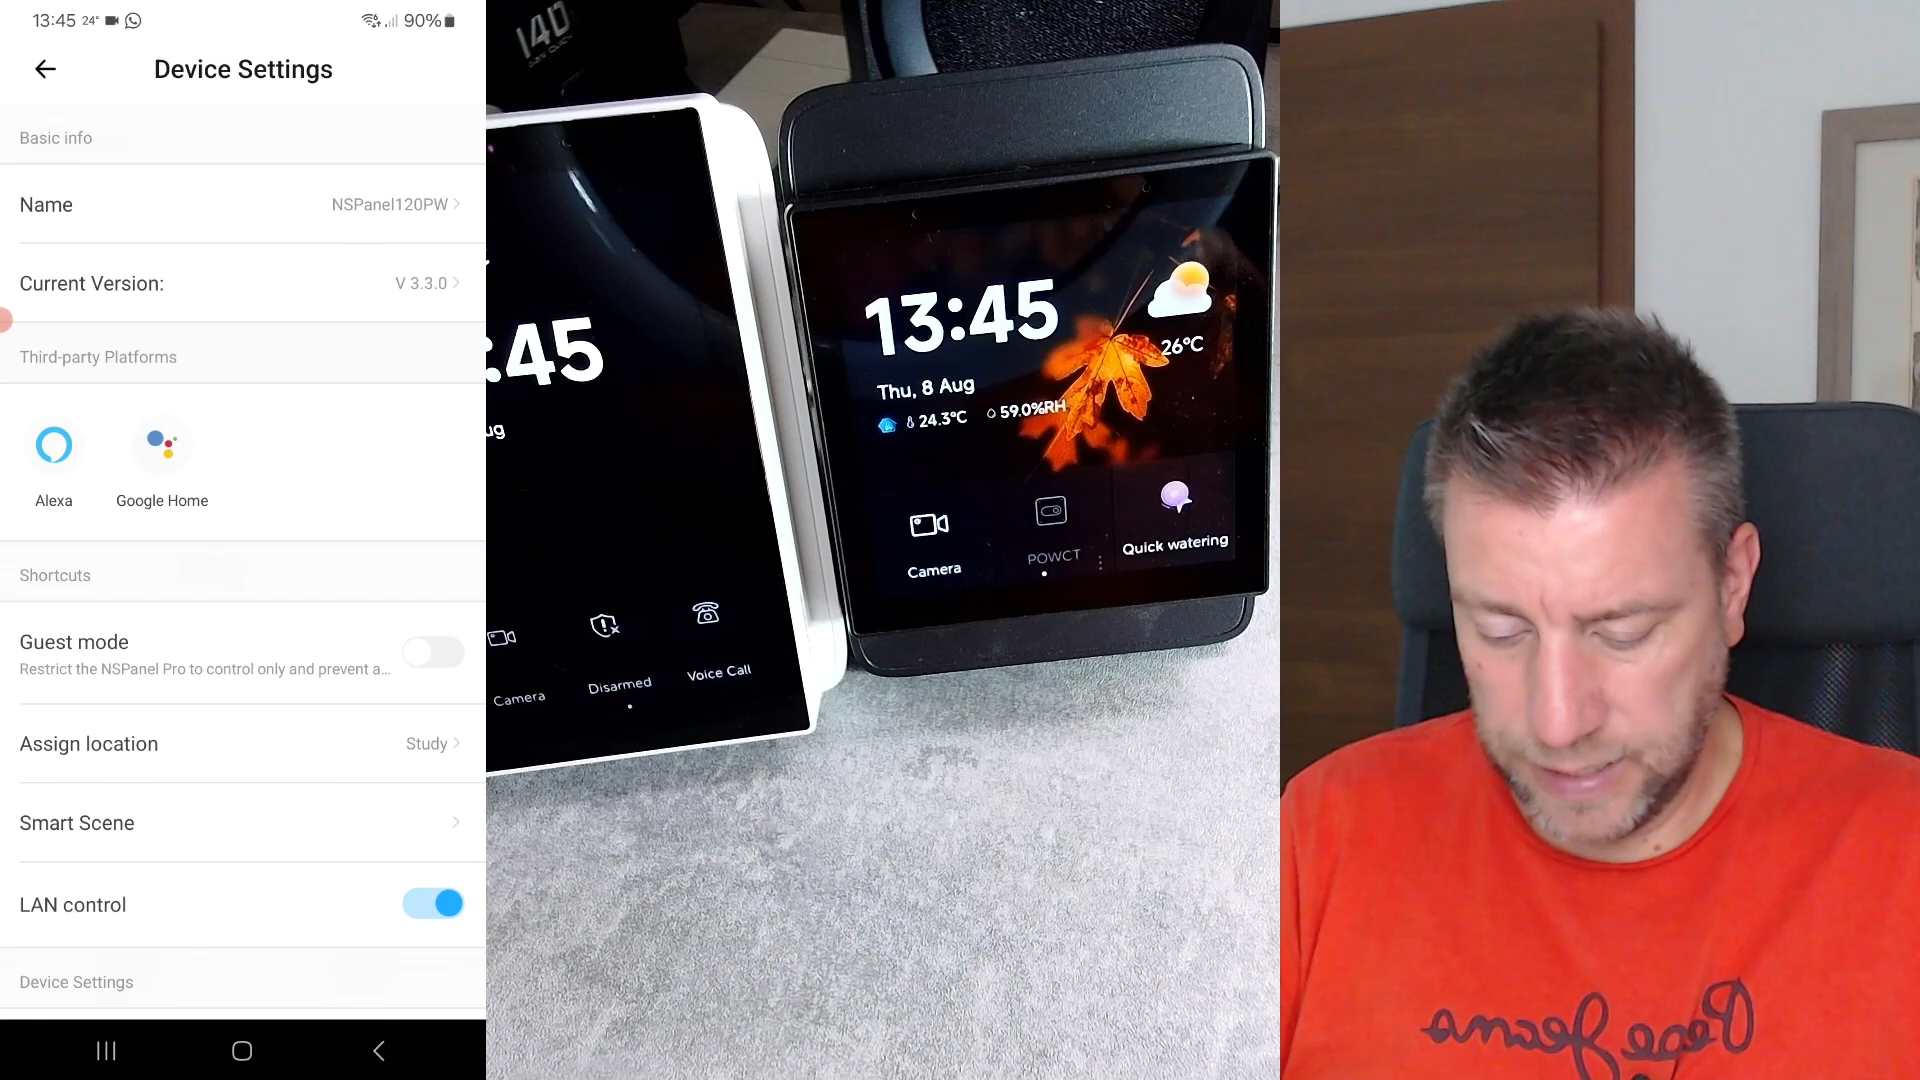 13:45 24° 90%
Device Settings
Basic info
Name NSPanel120PW
Current Version: V 3.3.0
Third-party Platforms
Alexa Google Home
Shortcuts
Guest mode
Restrict the NSPanel Pro to control only and prevent a...
Assign location Study
Smart Scene
LAN control
Device Settings
140
:45
ug
Camera Disarmed Voice Call
13:45
26°C
Thu, 8 Aug
24.3°C 59.0%RH
Camera POWCT Quick watering
Pepe Jeans